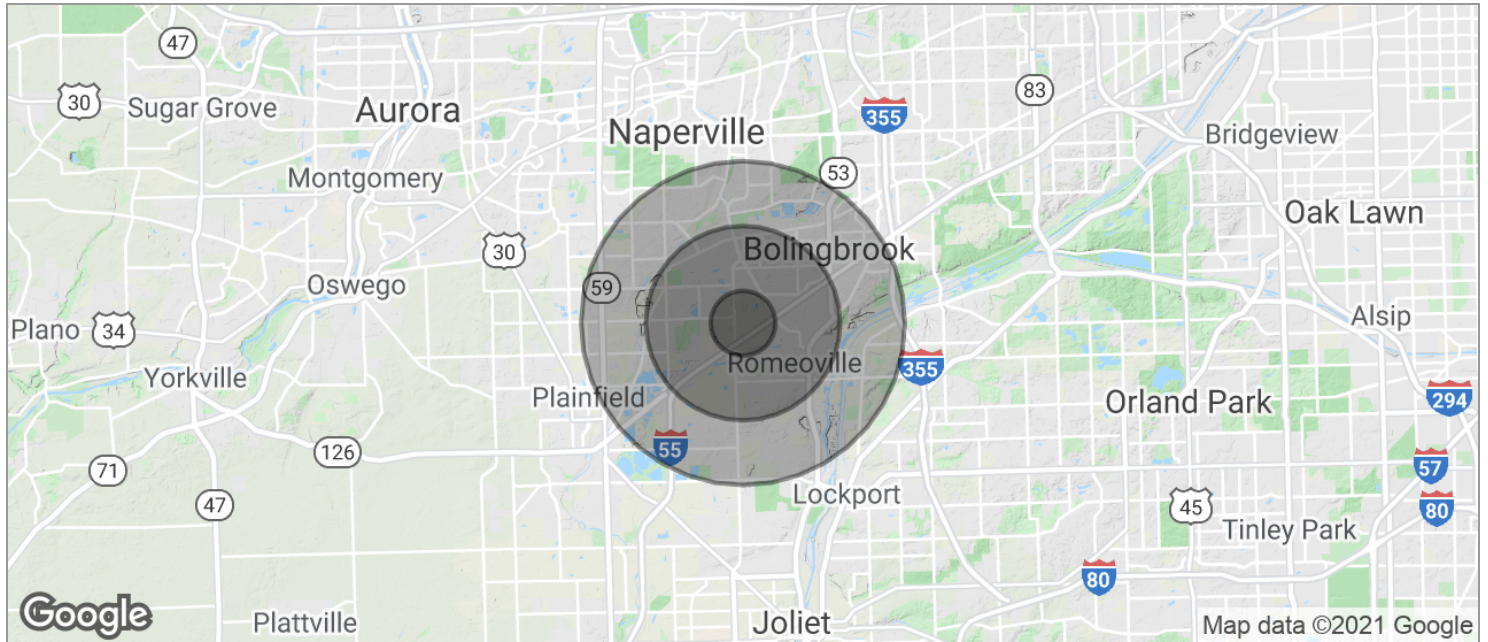 47
30
Sugar Grove
Aurora
Naperville
355
83
Bridgeview
53
Montgomery
Oak Lawn
30
Bolingbrook
Oswego
59
Plano
34
Alsip
Yorkville
Romeoville
355
Plainfield
Orland Park
294
126
55
71
57
47
Lockport
45
80
Tinley Park
80
Google
Plattville
Joliet
Map data ©2021 Google